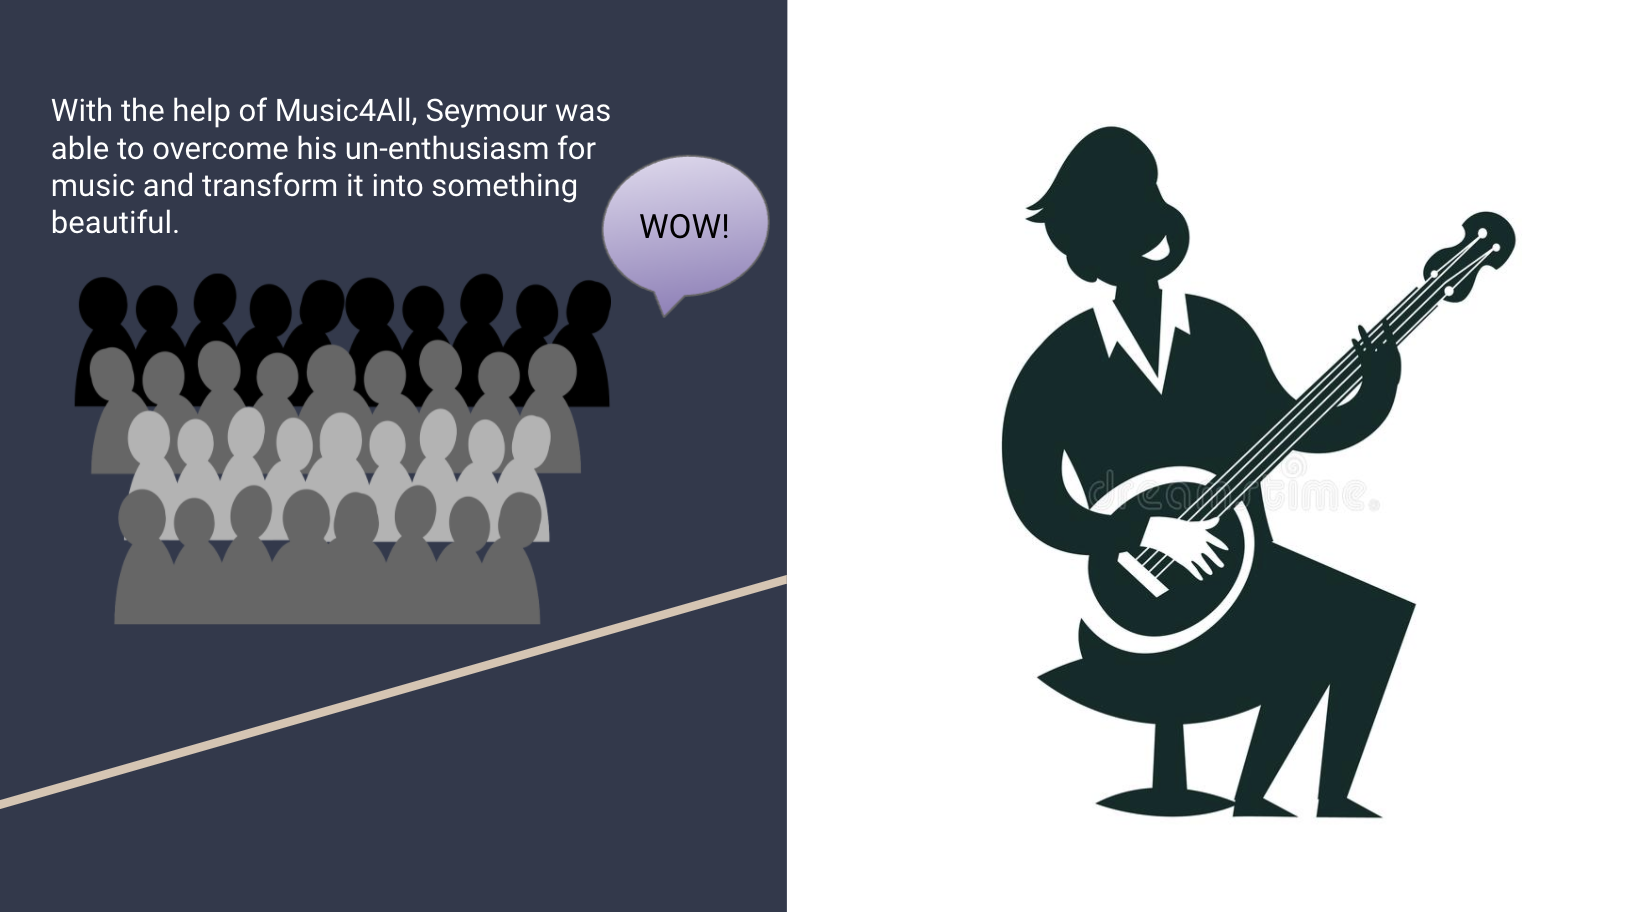 With the help of Music4All, Seymour was
able to overcome his un-enthusiasm for
music and transform it into something
beautiful.
WOW!
dreamstime.